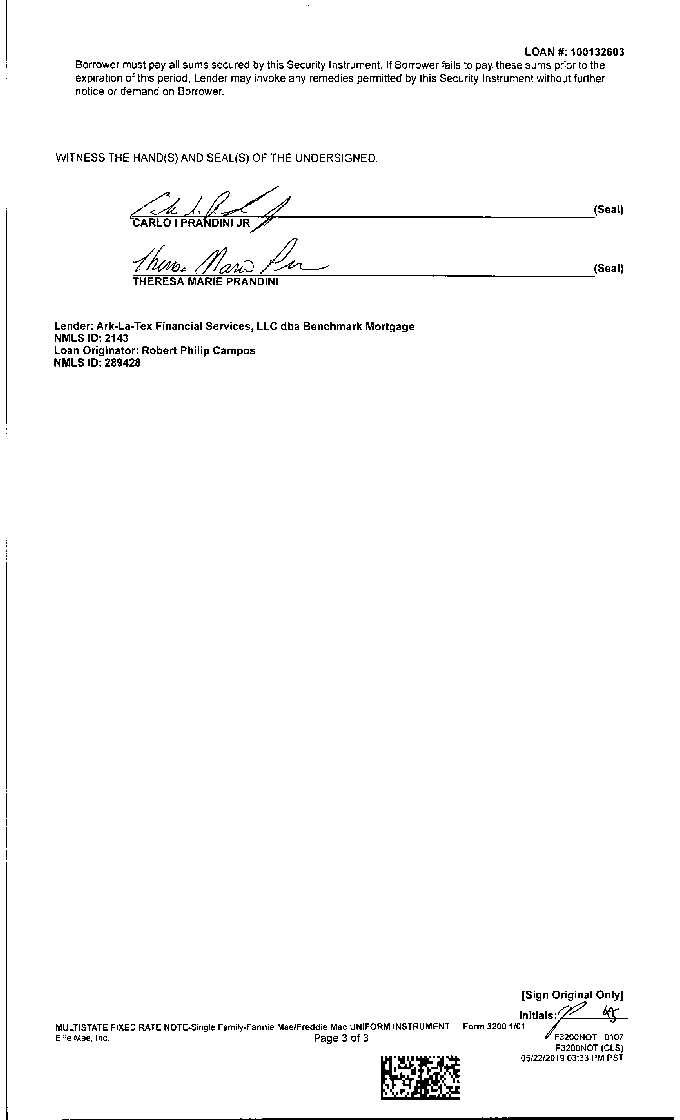 LOAN #: 100132603
Borrower must pay all sums secured by this Security Instrument. If Borrower fails to pay these sums prior to the
expiration of this period, Lender may invoke any remedies permitted by this Security Instrument without further
notice or demand on Borrower.
WITNESS THE HAND(S) AND SEAL(S) OF THE UNDERSIGNED.
(Seal)
CARLO I PRANDINI JR
Theresa Marie
(Seal)
THERESA MARIE PRANDINI
Lender: Ark-La-Tex Financial Services, LLC dba Benchmark Mortgage
NMLS ID: 2143
Loan Originator: Robert Philip Campos
NMLS ID: 289428
[Sign Original Only]
Initials:
MULTISTATE FIXED RATE NOTE-Single Family-Fannie Mae/Freddie Mac UNIFORM INSTRUMENT Form 3200 1/01
Ellie Mae, Inc. Page 3 of 3 F3200NOT 0107
F3200NOT (CLS)
05/22/2019 03:33 PM PST